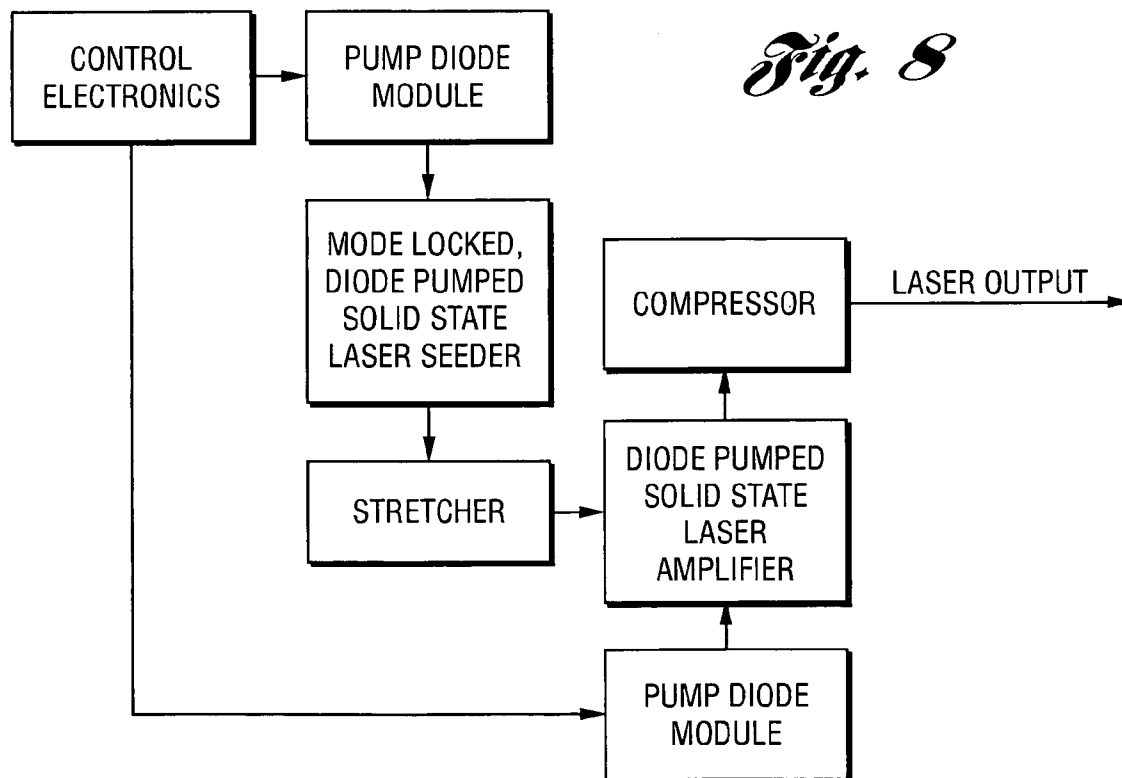 CONTROL
ELECTRONICS
PUMP DIODE
MODULE
Fig. 8
MODE LOCKED,
DIODE PUMPED
SOLID STATE
LASER SEEDER
COMPRESSOR
LASER OUTPUT
STRETCHER
DIODE PUMPED
SOLID STATE
LASER
AMPLIFIER
PUMP DIODE
MODULE